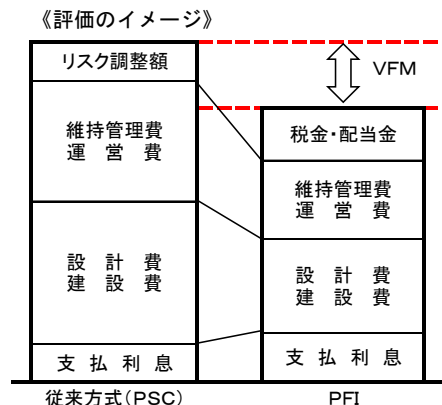 《評価のイメージ》
リスク調整額
維持管理費
運営費
設計費
建設費
支払利息
従来方式(PSC)
VFM
税金・配当金
維持管理費
運営費
設計費
建設費
支払利息
PFI